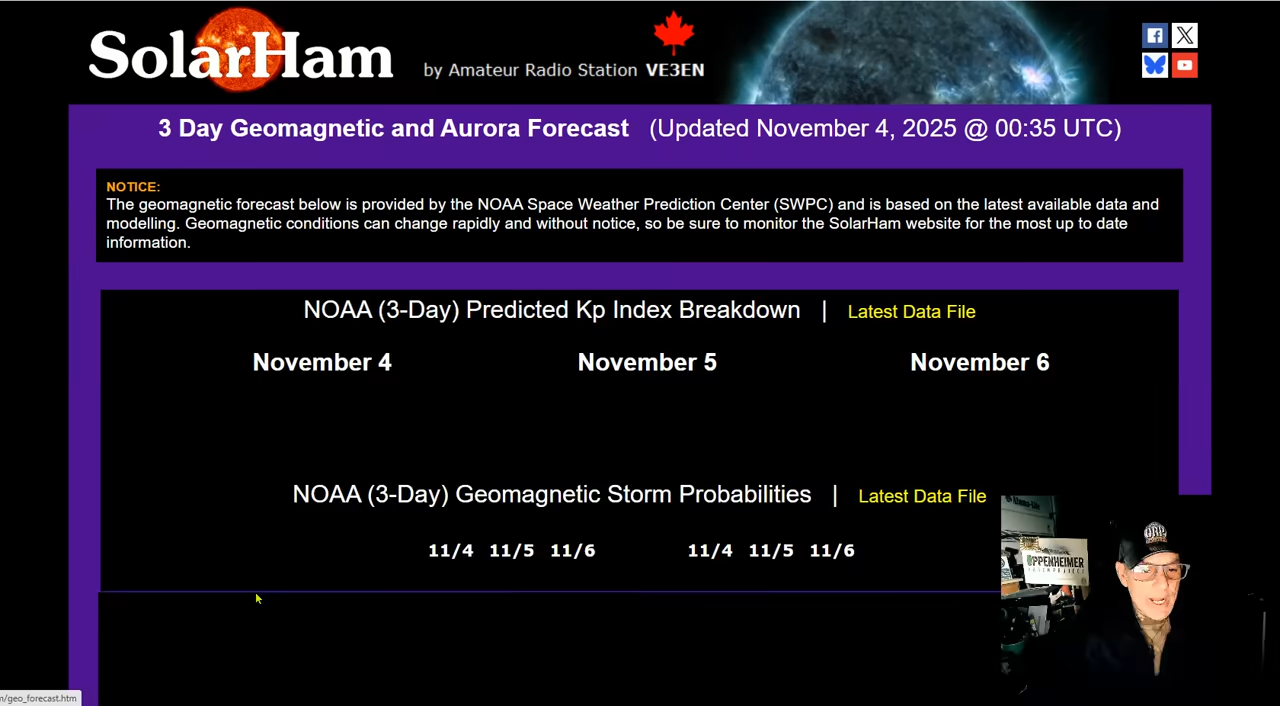 SolarHam
by Amateur Radio Station VE3EN
3 Day Geomagnetic and Aurora Forecast (Updated November 4, 2025 @ 00:35 UTC)
NOTICE:
The geomagnetic forecast below is provided by the NOAA Space Weather Prediction Center (SWPC) and is based on the latest available data and
modelling. Geomagnetic conditions can change rapidly and without notice, so be sure to monitor the SolarHam website for the most up to date
information.
NOAA (3-Day) Predicted Kp Index Breakdown | Latest Data File
November 4 November 5 November 6
NOAA (3-Day) Geomagnetic Storm Probabilities | Latest Data File
11/4 11/5 11/6 11/4 11/5 11/6
QRP
PPENHEIMER
/geo_forecast.htm